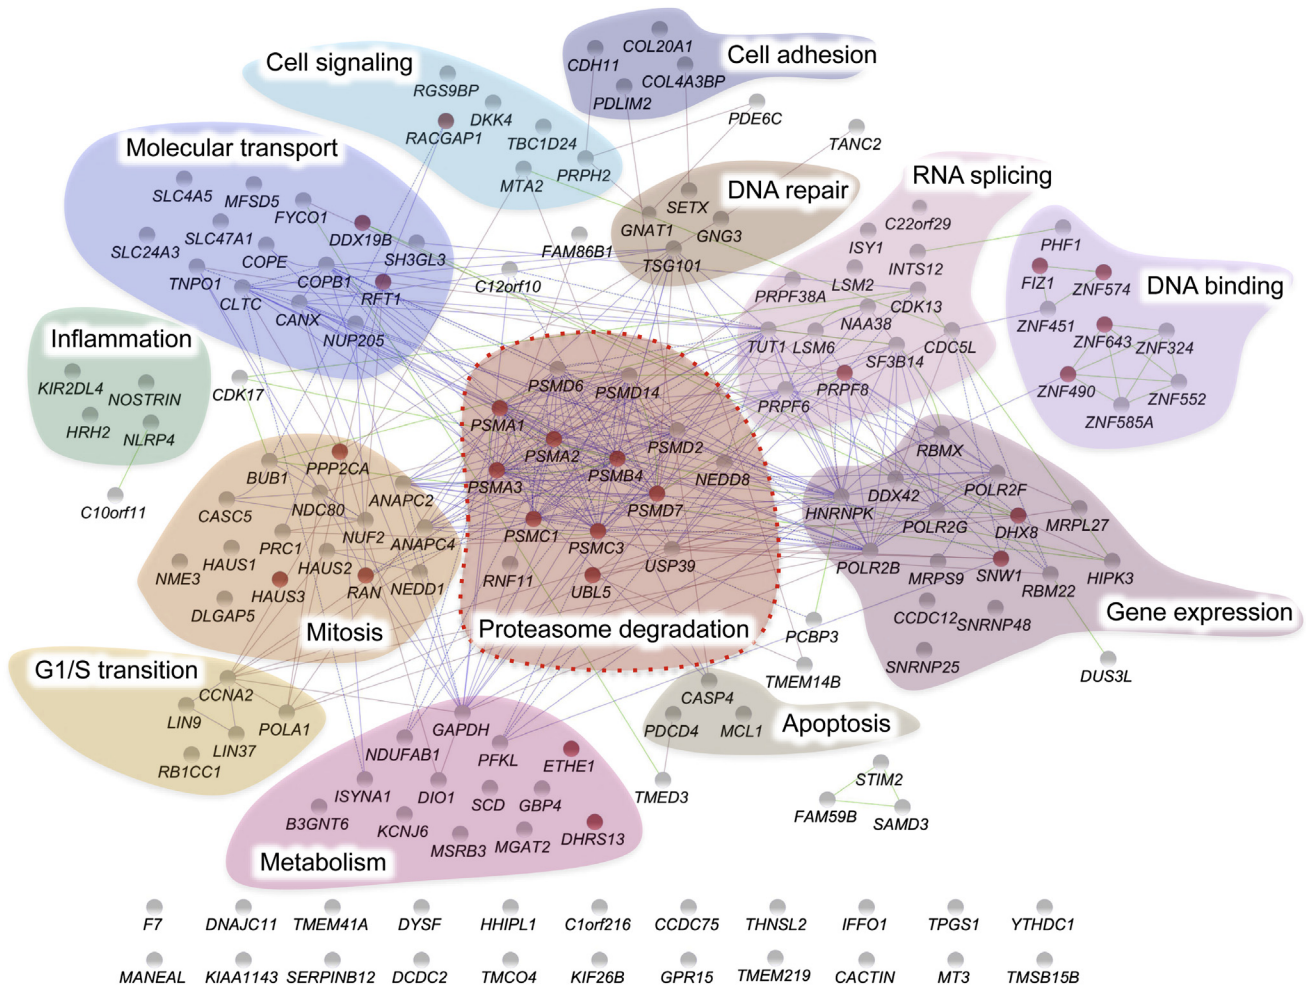 Cell adhesion
COL20A1
CDH11
COL4A3BP
PDLIM2
Cell signaling
RGS9BP
DKK4
RACGAP1
TBC1D24
PRPH2
MTA2
PDE6C
TANC2
Molecular transport
SLC4A5
MFSD5
FYCO1
DDX19B
SLC47A1
SLC24A3
COPE
SH3GL3
TNPO1
COPB1
CLTC
RFT1
CANX
NUP205
DNA repair
SETX
GNAT1
GNG3
TSG101
FAM86B1
C12orf10
RNA splicing
C22orf29
ISY1
INTS12
LSM2
PRPF38A
CDK13
NAA38
TUT1
LSM6
CDC5L
SF3B14
PRPF8
PRPF6
DNA binding
PHF1
FIZ1
ZNF574
ZNF451
ZNF643
ZNF324
ZNF490
ZNF552
ZNF585A
Inflammation
KIR2DL4
NOSTRIN
HRH2
NLRP4
CDK17
C10orf11
PSMD6
PSMD14
PSMA1
PSMD2
PSMA2
PSMB4
PSMA3
NEDD8
PSMD7
PSMC1
PSMC3
USP39
RNF11
UBL5
Proteasome degradation
BUB1
PPP2CA
ANAPC2
CASC5
NDC80
NUF2
PRC1
ANAPC4
HAUS1
HAUS2
NME3
HAUS3
RAN
NEDD1
DLGAP5
Mitosis
RBMX
DDX42
POLR2F
HNRNPK
POLR2G
DHX8
MRPL27
POLR2B
MRPS9
SNW1
HIPK3
RBM22
CCDC12
SNRNP48
SNRNP25
Gene expression
PCBP3
TMEM14B
DUS3L
G1/S transition
CCNA2
LIN9
POLA1
LIN37
RB1CC1
CASP4
PDCD4
MCL1
Apoptosis
TMED3
STIM2
FAM59B
SAMD3
GAPDH
NDUFAB1
PFKL
ETHE1
ISYNA1
DIO1
SCD
GBP4
B3GNT6
KCNJ6
MSRB3
MGAT2
DHRS13
Metabolism
F7 DNAJC11 TMEM41A DYSF HHIPL1 C1orf216 CCDC75 THNSL2 IFFO1 TPGS1 YTHDC1
MANEAL KIAA1143 SERPINB12 DCDC2 TMCO4 KIF26B GPR15 TMEM219 CACTIN MT3 TMSB15B